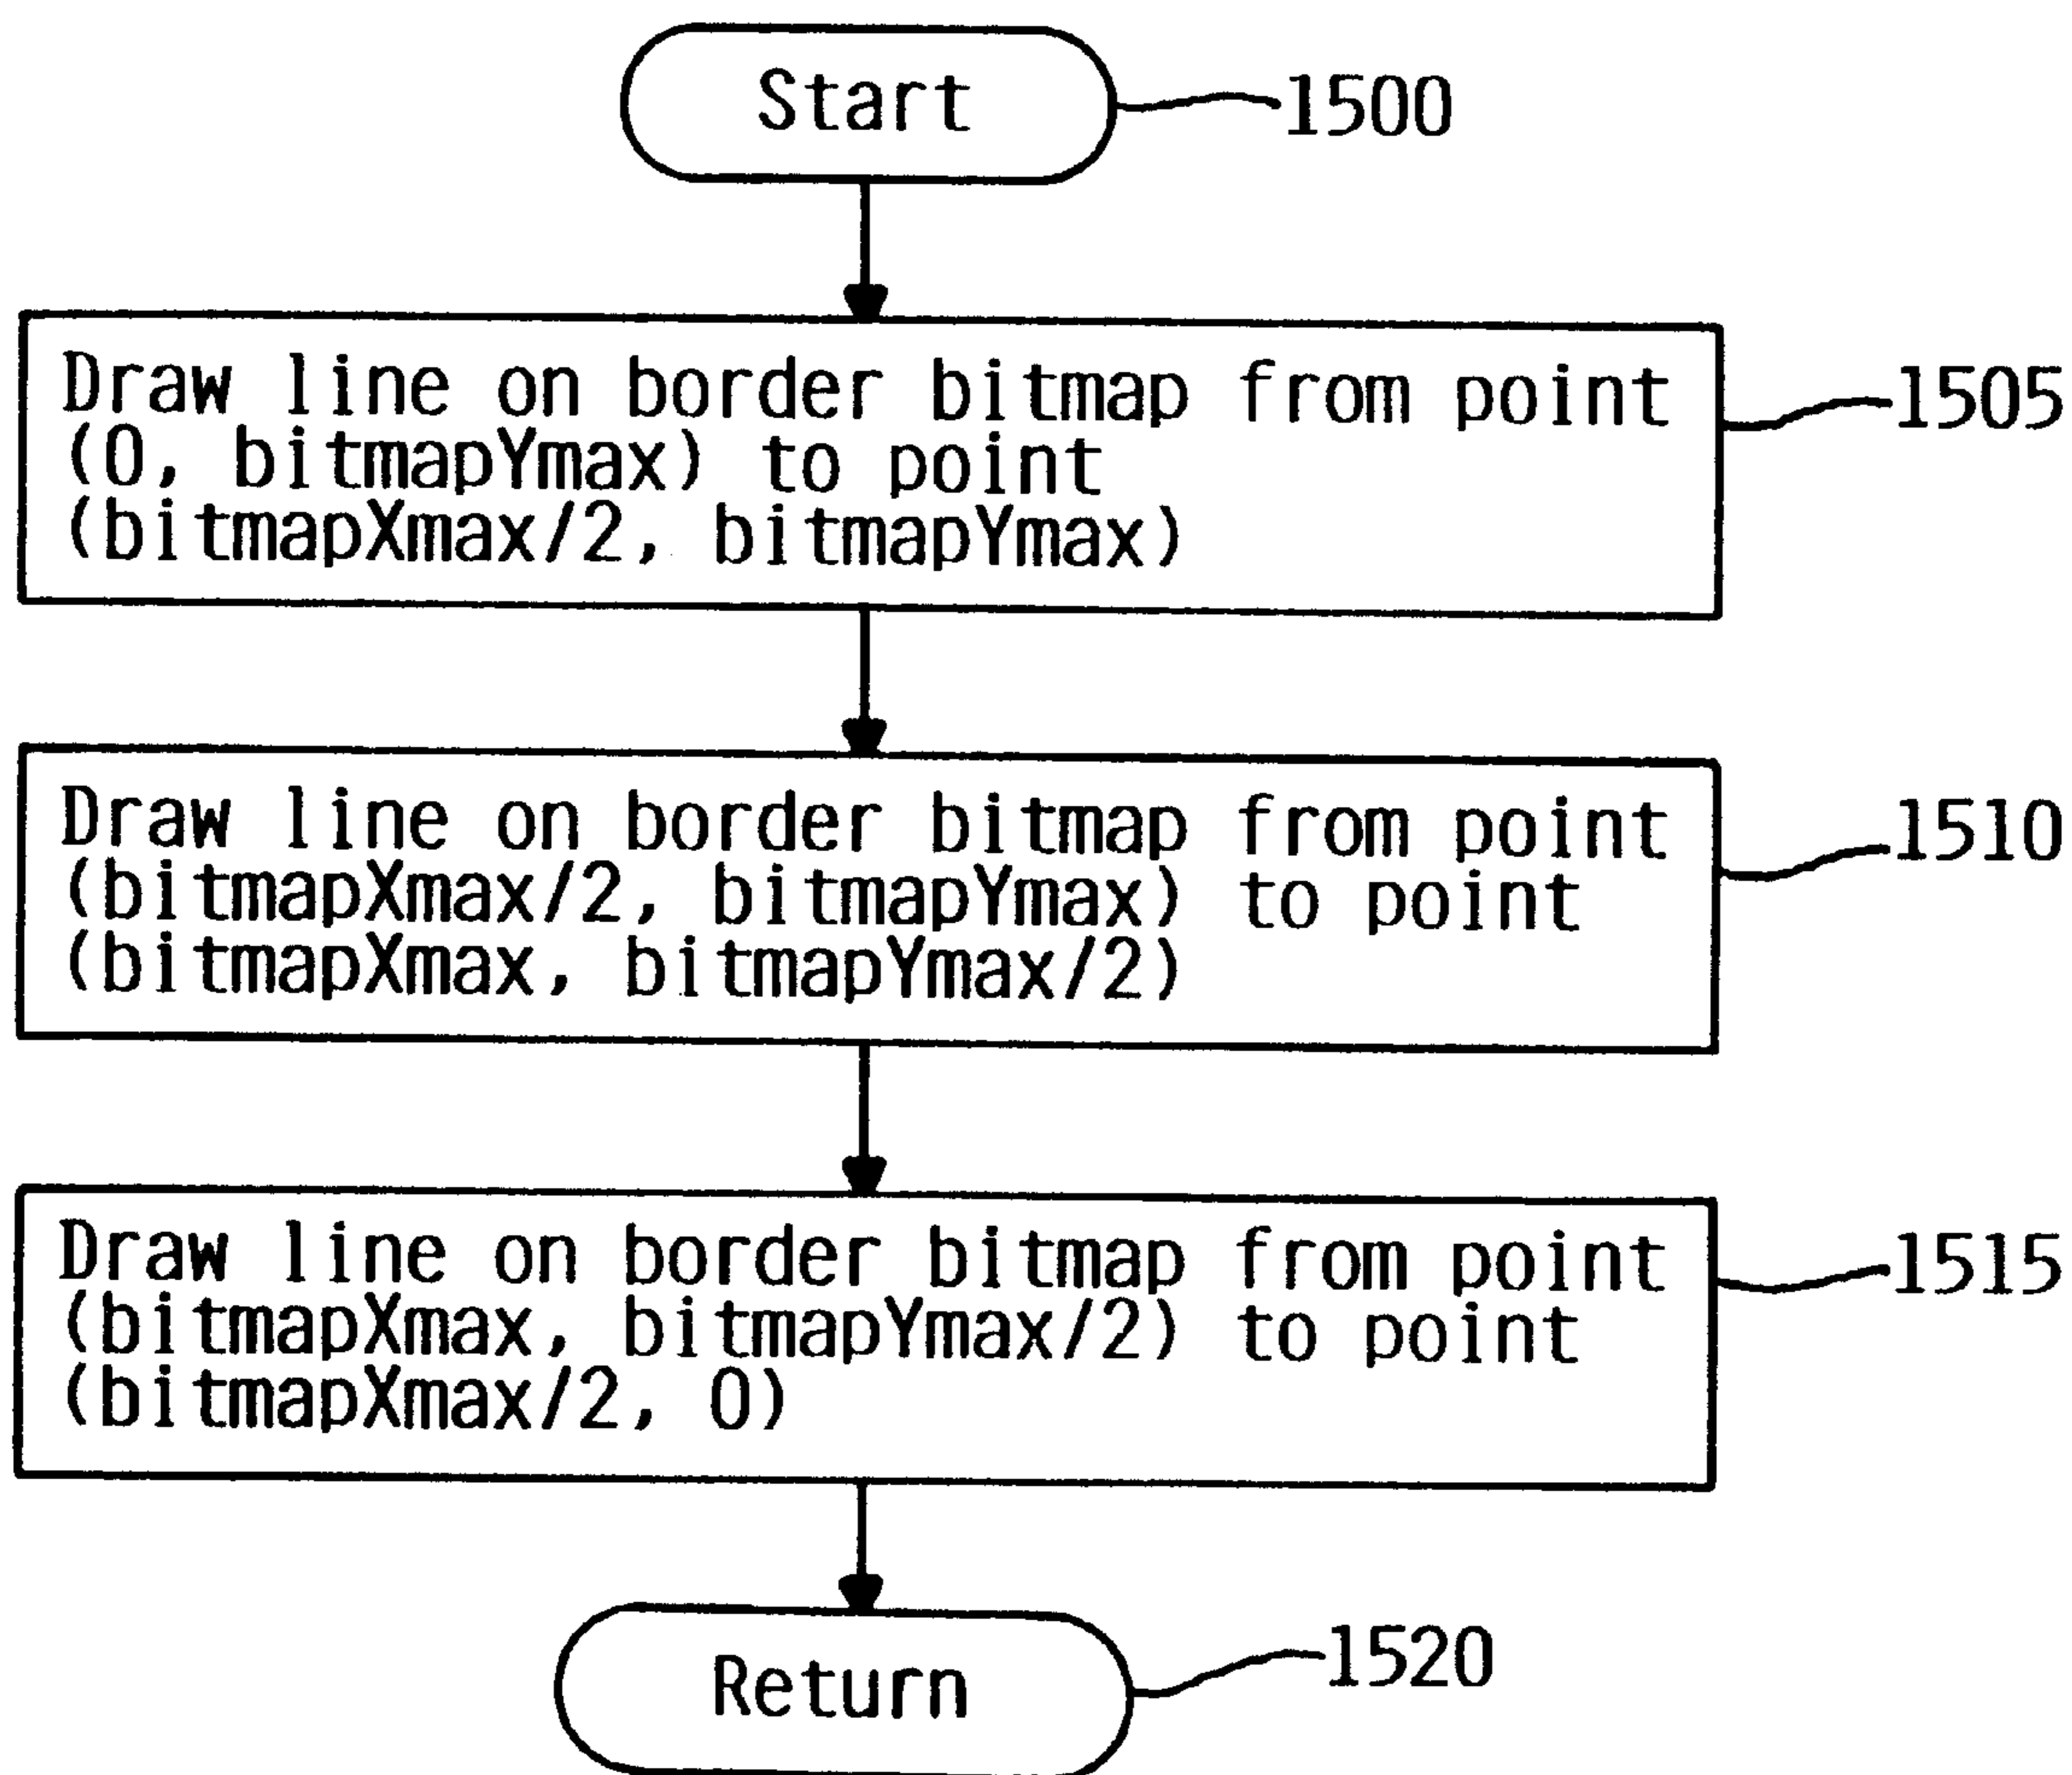 Start
1500
Draw line on border bitmap from point
(0, bitmapYmax) to point
(bitmapXmax/2, bitmapYmax)
1505
Draw line on border bitmap from point
(bitmapXmax/2, bitmapYmax) to point
(bitmapXmax, bitmapYmax/2)
1510
Draw line on border bitmap from point
(bitmapXmax, bitmapYmax/2) to point
(bitmapXmax/2, 0)
1515
Return
1520